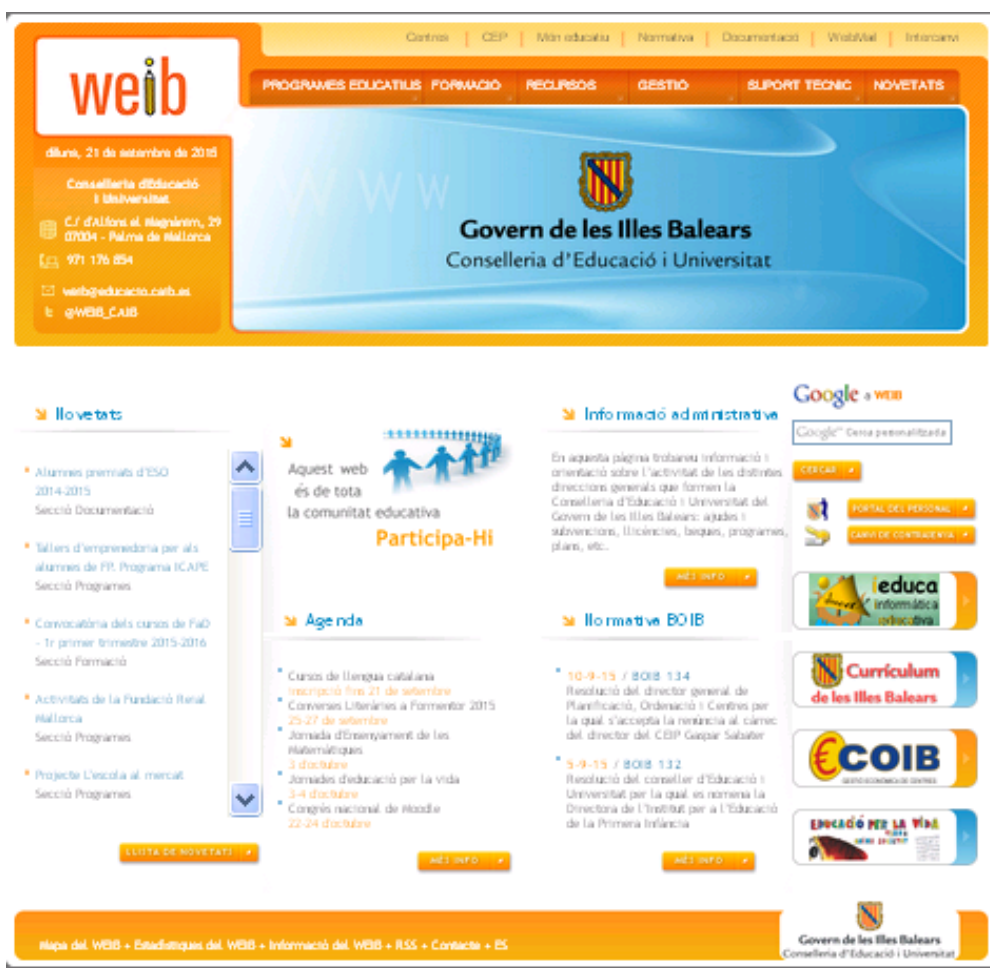 Centres | CEP | Món educatiu | Normativa | Documentació | WebMail | Intercanvi
weib
PROGRAMES EDUCATIUS FORMACIÓ RECURSOS GESTIÓ SUPORT TÈCNIC NOVETATS
dilluns, 21 de setembre de 2015
Conselleria d'Educació
i Universitat
C/ d'Alfons el Magnànim, 29
07004 - Palma de Mallorca
971 176 854
weib@educacio.caib.es
@WEIB_CAIB
WWW
Govern de les Illes Balears
Conselleria d'Educació i Universitat
Novetats
Alumnes premiats d'ESO
2014-2015
Secció Documentació
Tallers d'emprenedoria per als
alumnes de FP. Programa ICAPE
Secció Programes
Convocatòria dels cursos de FaD
- 1r primer trimestre 2015-2016
Secció Formació
Activitats de la Fundació Reial
Mallorca
Secció Programes
Projecte L'escola al mercat
Secció Programes
LLISTA DE NOVETATS
Aquest web
és de tota
la comunitat educativa
Participa-Hi
Agenda
Cursos de llengua catalana
Inscripció fins 21 de setembre
Converses Literàries a Formentor 2015
25-27 de setembre
Jornada d'Ensenyament de les
Matemàtiques
3 d'octubre
Jornades d'educació per la vida
3-4 d'octubre
Congrés nacional de Moodle
22-24 d'octubre
MÉS INFO
Informació administrativa
En aquesta pàgina trobareu informació i
orientació sobre l'activitat de les distintes
direccions generals que formen la
Conselleria d'Educació i Universitat del
Govern de les Illes Balears: ajudes i
subvencions, llicències, beques, programes,
plans, etc.
MÉS INFO
Normativa BOIB
10-9-15 / BOIB 134
Resolució del director general de
Planificació, Ordenació i Centres per
la qual s'accepta la renúncia al càrrec
del director del CEIP Gaspar Sabater
5-9-15 / BOIB 132
Resolució del conseller d'Educació i
Universitat per la qual es nomena la
Directora de l'Institut per a l'Educació
de la Primera Infància
MÉS INFO
Google a WEIB
Google™ Cerca personalitzada
CERCAR
PORTAL DEL PERSONAL
CANVI DE CONTRASENYA
ieduca
informàtica
educativa
Currículum
de les Illes Balears
€COIB
GESTIÓ ECONÒMICA DE CENTRES
EDUCACIÓ PER LA VIDA
Mapa del WEIB + Estadístiques del WEIB + Informació del WEIB + RSS + Contacte + ES
Govern de les Illes Balears
Conselleria d'Educació i Universitat